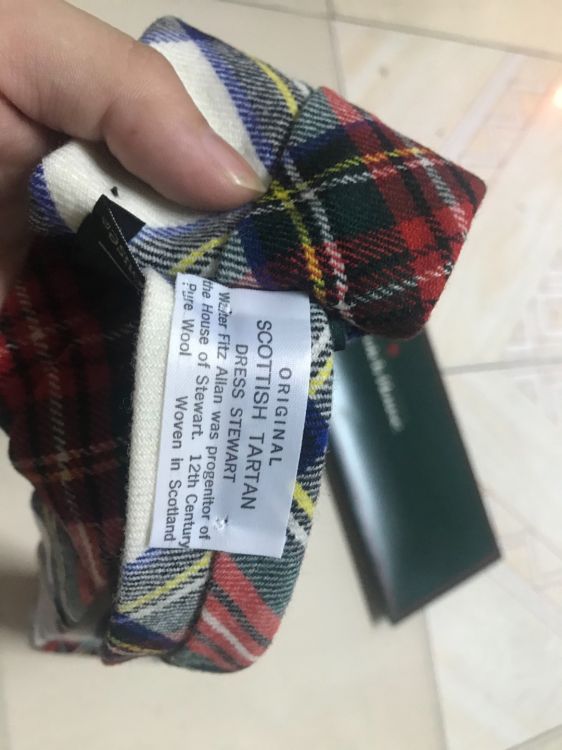 ORIGINAL
SCOTTISH TARTAN
DRESS STEWART
Walter Fitz Allan was progenitor of
the House of Stewart. 12th Century
Pure Wool Woven in Scotland